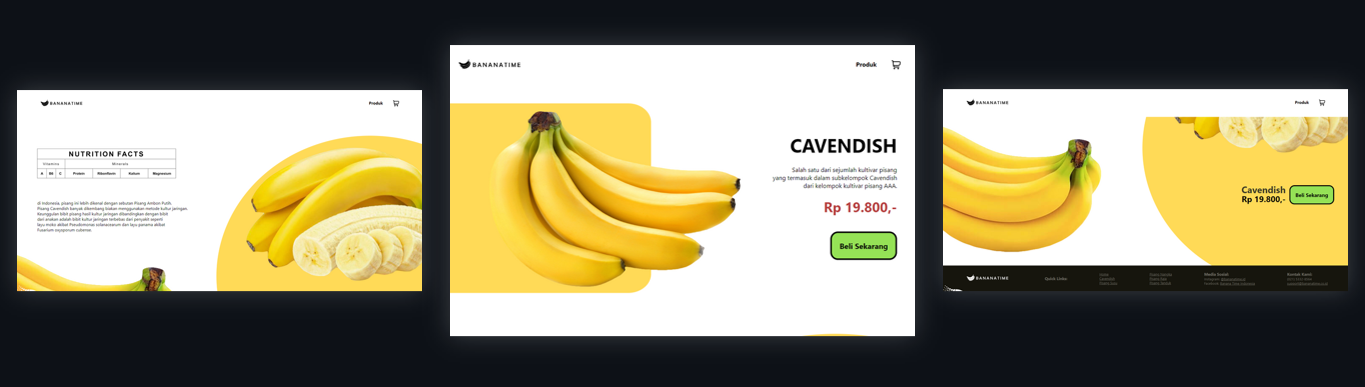 BANANATIME
Produk
NUTRITION FACTS
Vitamins Minerals
A B6 C Protein Riboflavin Kalium Magnesium
di Indonesia, pisang ini lebih dikenal dengan sebutan Pisang Ambon Putih.
Pisang Cavendish banyak dikembang biakan menggunakan metode kultur jaringan.
Keunggulan bibit pisang hasil kultur jaringan dibandingkan dengan bibit
dari anakan adalah bibit kultur jaringan terbebas dari penyakit seperti
layu moko akibat Pseudomonas solanacearum dan layu panama akibat
Fusarium oxysporum cubense.
BANANATIME
Produk
CAVENDISH
Salah satu dari sejumlah kultivar pisang
yang termasuk dalam subkelompok Cavendish
dari kelompok kultivar pisang AAA.
Rp 19.800,-
Beli Sekarang
BANANATIME
Produk
Cavendish
Rp 19.800,-
Beli Sekarang
BANANATIME
Quick Links
Media Sosial
Kontak Kami